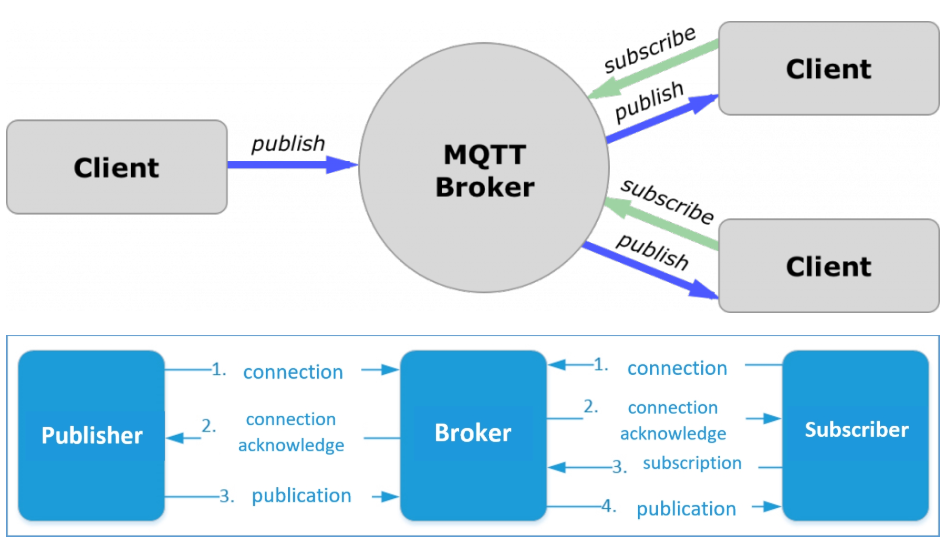 subscribe
Client
publish
publish
Client
MQTT
Broker
subscribe
publish
Client
1. connection
1. connection
2. connection
acknowledge
2. connection
acknowledge
Publisher
Broker
Subscriber
3. subscription
3. publication
4. publication